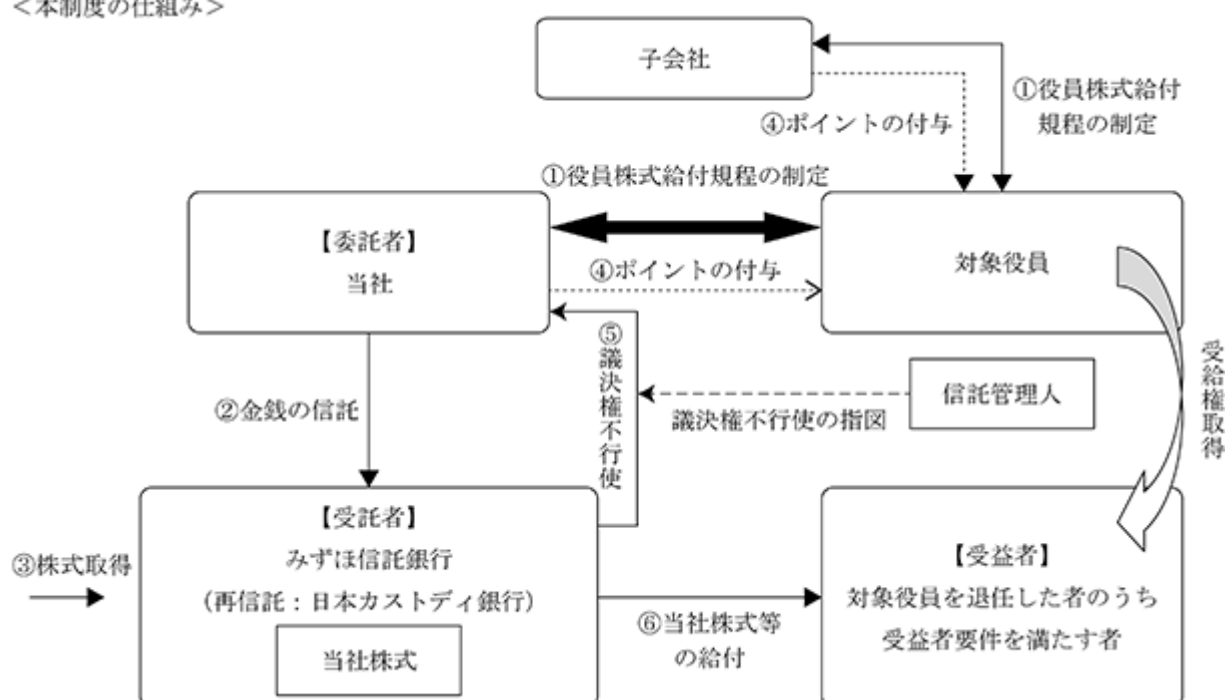 ＜本制度の仕組み＞
子会社
①役員株式給付
規程の制定
④ポイントの付与
①役員株式給付規程の制定
【委託者】
当社
対象役員
④ポイントの付与
⑤議決権不行使
受給権取得
信託管理人
議決権不行使の指図
②金銭の信託
【受託者】
みずほ信託銀行
（再信託：日本カストディ銀行）
当社株式
③株式取得
⑥当社株式等
の給付
【受益者】
対象役員を退任した者のうち
受益者要件を満たす者